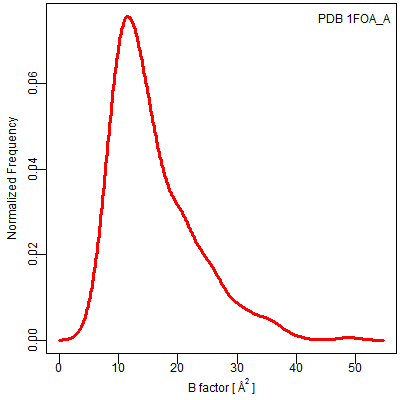 PDB 1FOA_A
Normalized Frequency
0.00 0.02 0.04 0.06
0 10 20 30 40 50
B factor [ Å² ]